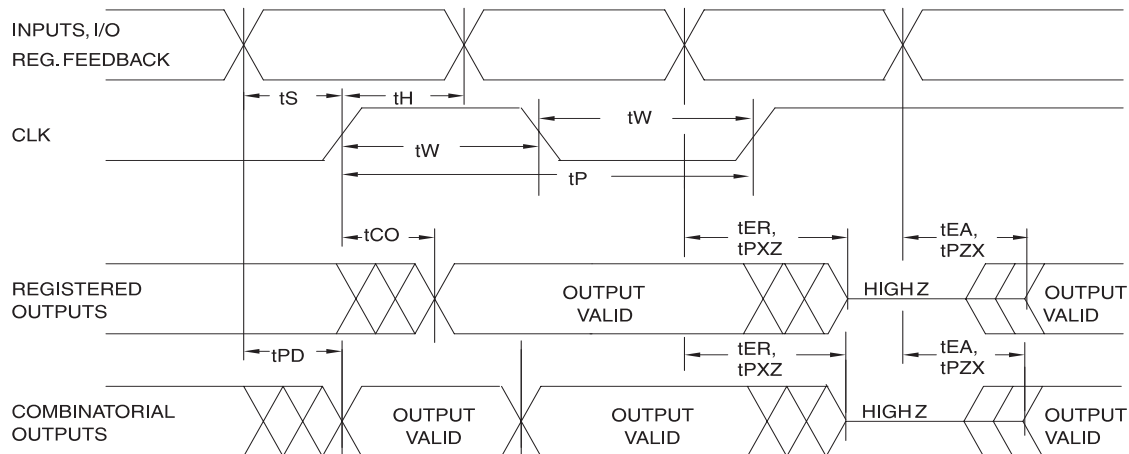 INPUTS, I/O
REG. FEEDBACK
tS
tH
tW
CLK
tW
tP
tCO
tER,
tPXZ
tEA,
tPZX
REGISTERED
OUTPUTS
OUTPUT
VALID
HIGH Z
OUTPUT
VALID
tPD
tER,
tPXZ
tEA,
tPZX
COMBINATORIAL
OUTPUTS
OUTPUT
VALID
OUTPUT
VALID
HIGH Z
OUTPUT
VALID